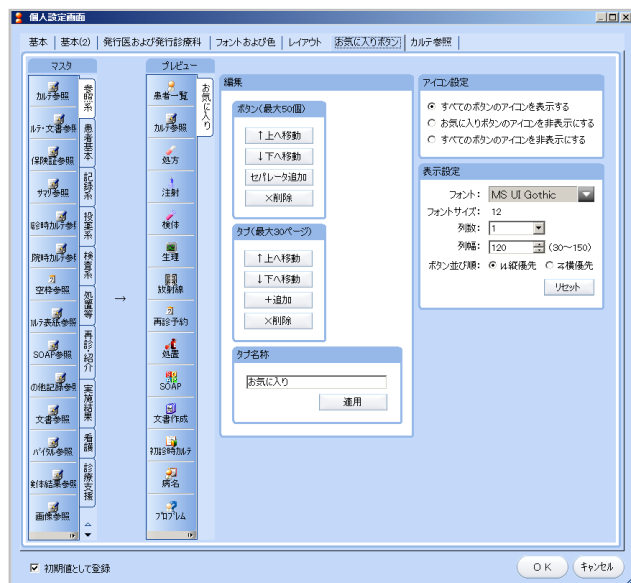 個人設定画面
基本
基本(2)
発行医および発行診療科
フォントおよび色
レイアウト
お気に入りボタン
カルテ参照
マスタ
カルテ参照
ルテ・文書参照
保険証参照
サマリ参照
診時カルテ参照
院時カルテ参照
空枠参照
ルテ表紙参照
SOAP参照
の他記録参照
文書参照
バイタル参照
検体結果参照
画像参照
参照系
患者基本
記録系
投薬系
検査系
処置等
再診・紹介
実施結果
看護
診療支援
→
プレビュー
患者一覧
カルテ参照
処方
注射
検体
生理
放射線
再診予約
処置
SOAP
文書作成
初診時カルテ
病名
プロブレム
お気に入り
編集
ボタン(最大50個)
↑上へ移動
↓下へ移動
セパレータ追加
×削除
タブ(最大30ページ)
↑上へ移動
↓下へ移動
+追加
×削除
タブ名称
お気に入り
適用
アイコン設定
すべてのボタンのアイコンを表示する
お気に入りボタンのアイコンを非表示にする
すべてのボタンのアイコンを非表示にする
表示設定
フォント: MS UI Gothic
フォントサイズ: 12
列数: 1
列幅: 120 (30~150)
ボタン並び順: И縦優先 Z横優先
リセット
初期値として登録
OK
キャンセル